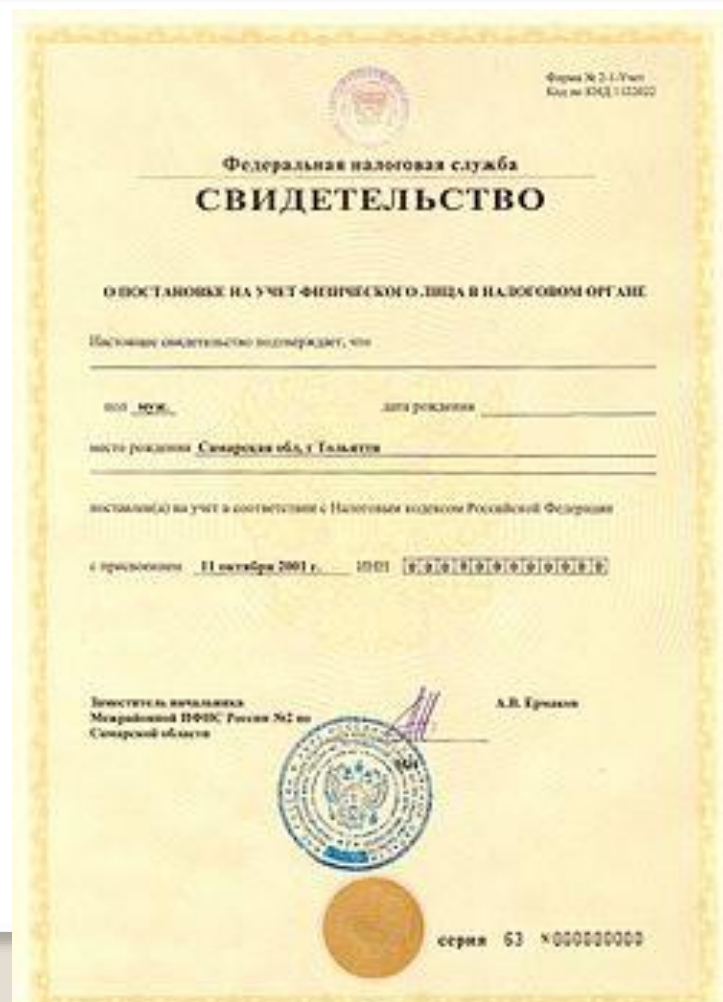 Форма № 2-1-Учет
Код по КНД 1122022
Федеральная налоговая служба
СВИДЕТЕЛЬСТВО
О ПОСТАНОВКЕ НА УЧЕТ ФИЗИЧЕСКОГО ЛИЦА В НАЛОГОВОМ ОРГАНЕ
Настоящее свидетельство подтверждает, что
пол муж. дата рождения
место рождения Самарская обл, г Тольятти
поставлен(а) на учет в соответствии с Налоговым кодексом Российской Федерации
с присвоением 11 октября 2001 г. ИНН 000000000000
Заместитель начальника А.В. Ермаков
Межрайонной ИФНС России №2 по
Самарской области
серия 63 №000000000